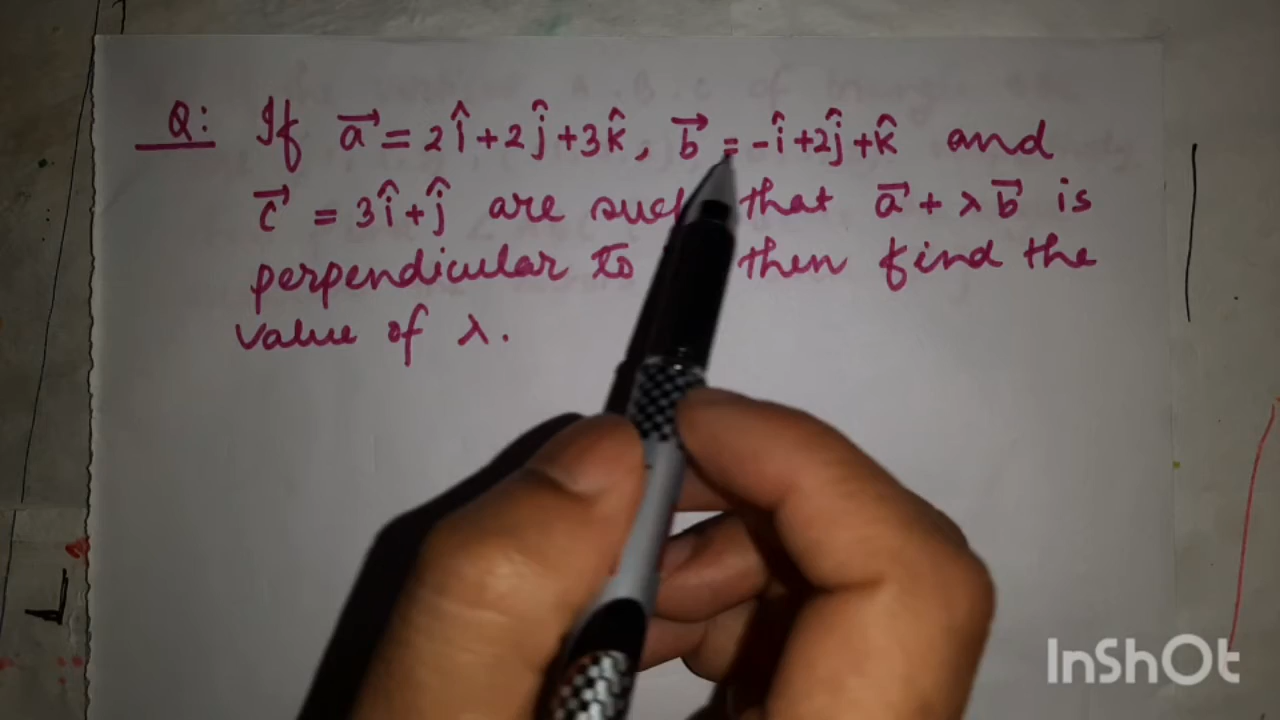 Q: If a⃗ = 2î+2ĵ+3k̂, b⃗ = -î+2ĵ+k̂ and
c⃗ = 3î+ĵ are such that a⃗ + λb⃗ is
perpendicular to then find the
value of λ.
InShOt